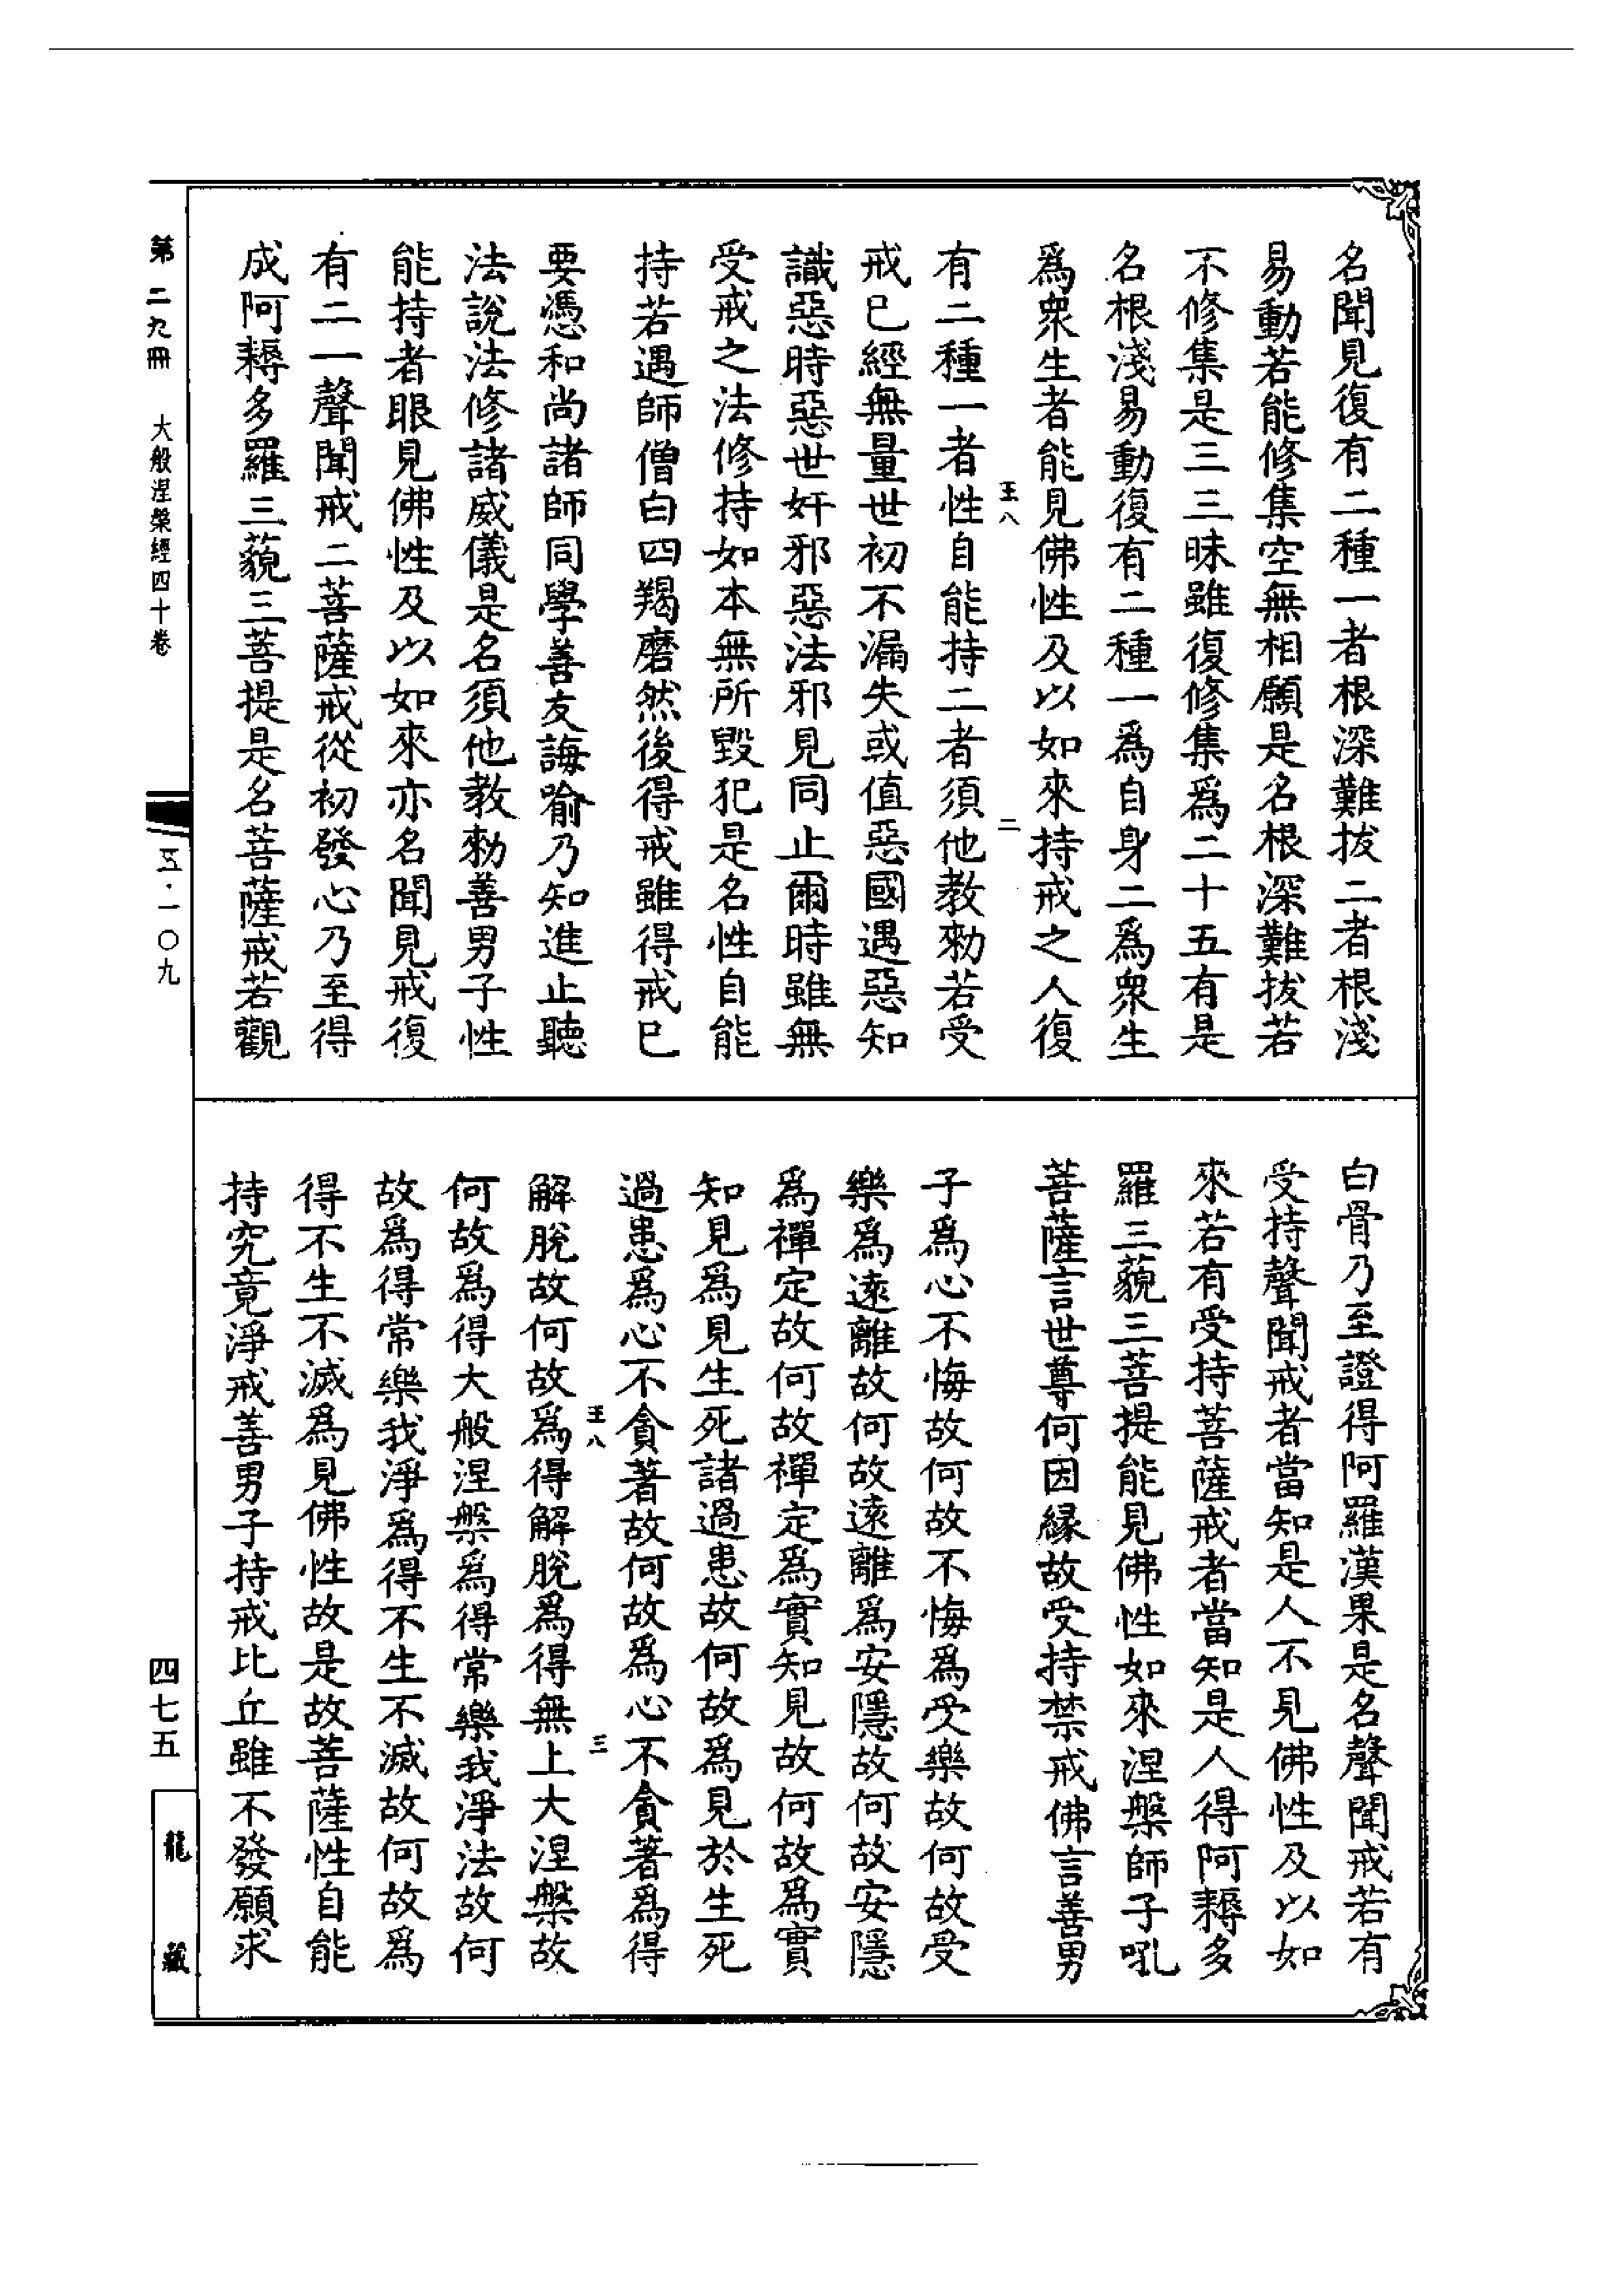 名聞見復有二種一者根深難拔二者根淺
易動若能修集空無相願是名根深難拔若
不修集是三三昧雖復修集爲二十五有是
名根淺易動復有二種一爲自身二爲衆生
爲衆生者能見佛性及以如來持戒之人復
王八
二
有二種一者性自能持二者須他教勑若受
戒已經無量世初不漏失或值惡國遇惡知
識惡時惡世奸邪惡法邪見同止爾時雖無
受戒之法修持如本無所毀犯是名性自能
持若遇師僧白四羯磨然後得戒雖得戒已
要憑和尚諸師同學善友誨喻乃知進止聽
法說法修諸威儀是名須他教勑善男子性
能持者眼見佛性及以如來亦名聞見戒復
有二一聲聞戒二菩薩戒從初發心乃至得
成阿耨多羅三藐三菩提是名菩薩戒若觀
白骨乃至證得阿羅漢果是名聲聞戒若有
受持聲聞戒者當知是人不見佛性及以如
來若有受持菩薩戒者當知是人得阿耨多
羅三藐三菩提能見佛性如來涅槃師子吼
菩薩言世尊何因緣故受持禁戒佛言善男
子爲心不悔故何故不悔爲受樂故何故受
樂爲遠離故何故遠離爲安隱故何故安隱
爲禪定故何故禪定爲實知見故何故爲實
知見爲見生死諸過患故何故爲見於生死
過患爲心不貪著故何故爲心不貪著爲得
王八
三
解脫故何故爲得解脫爲得無上大涅槃故
何故爲得大般涅槃爲得常樂我淨法故何
故爲得常樂我淨爲得不生不滅故何故爲
得不生不滅爲見佛性故是故菩薩性自能
持究竟淨戒善男子持戒比丘雖不發願求
第二九冊 大般涅槃經四十卷
五·一〇九
四七五
龍藏